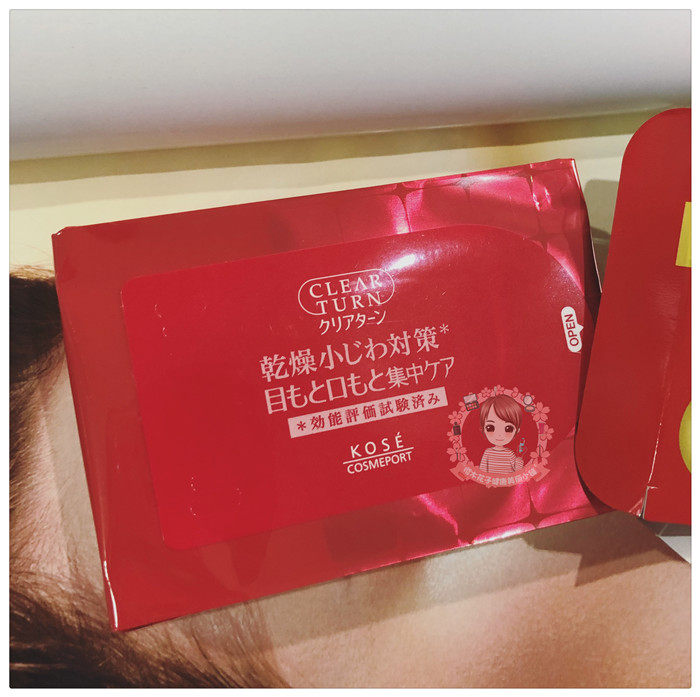 CLEAR
TURN
クリアターン
乾燥小じわ対策*
目もと口もと集中ケア
*効能評価試験済み
KOSÉ
COSMEPORT
OPEN